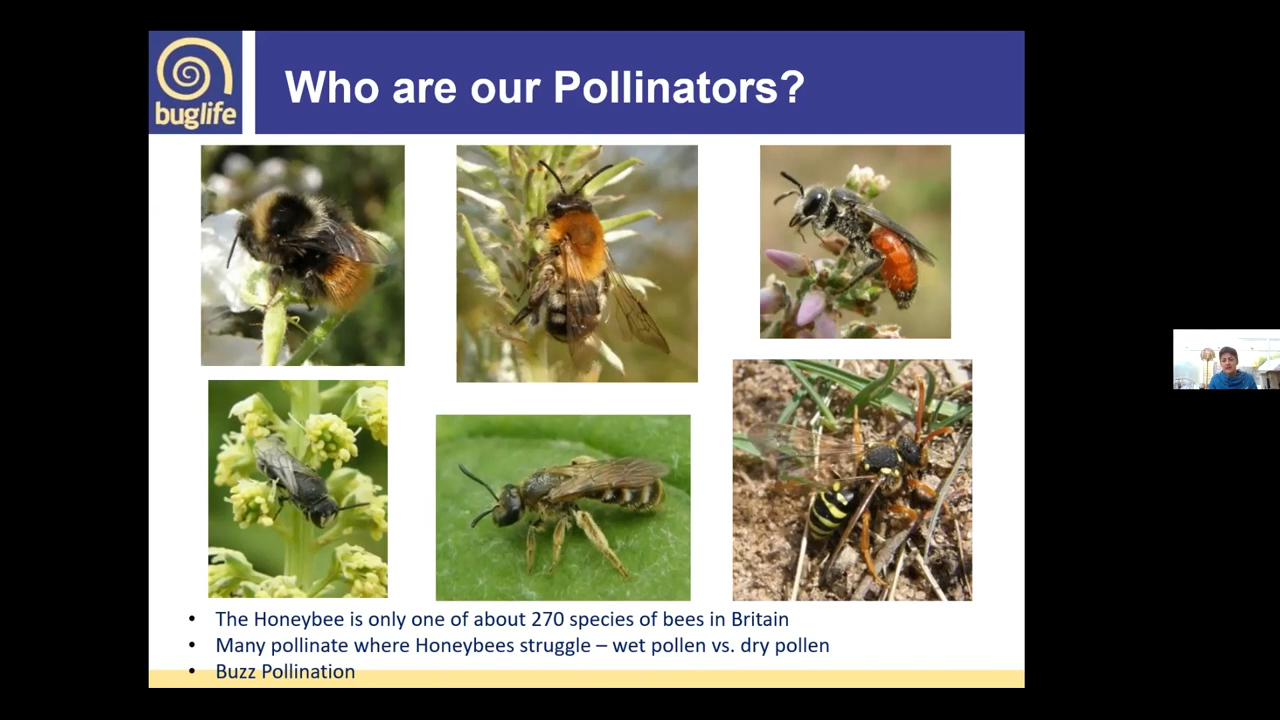 buglife
Who are our Pollinators?
• The Honeybee is only one of about 270 species of bees in Britain
• Many pollinate where Honeybees struggle – wet pollen vs. dry pollen
• Buzz Pollination